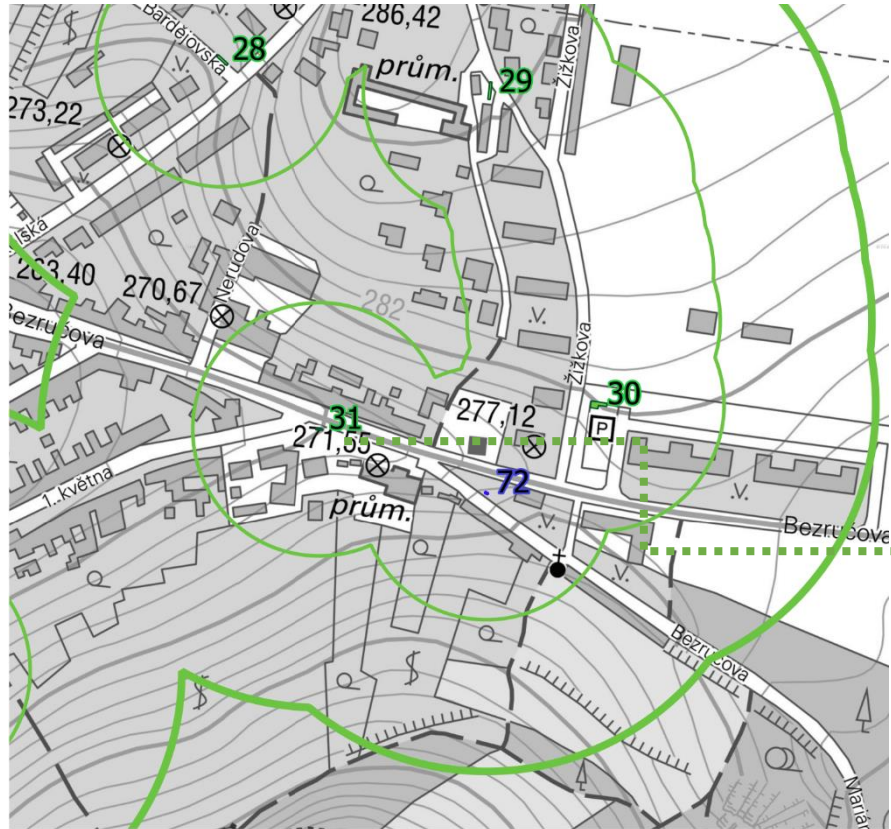 286,42
Bardějovská
28
prům.
29
Žižkova
273,22
Nerudova
263,40
270,67
282
Bezručova
Žižkova
30
277,12
P
31
271,55
72
1. května
prům.
Bezručova
Bezručova